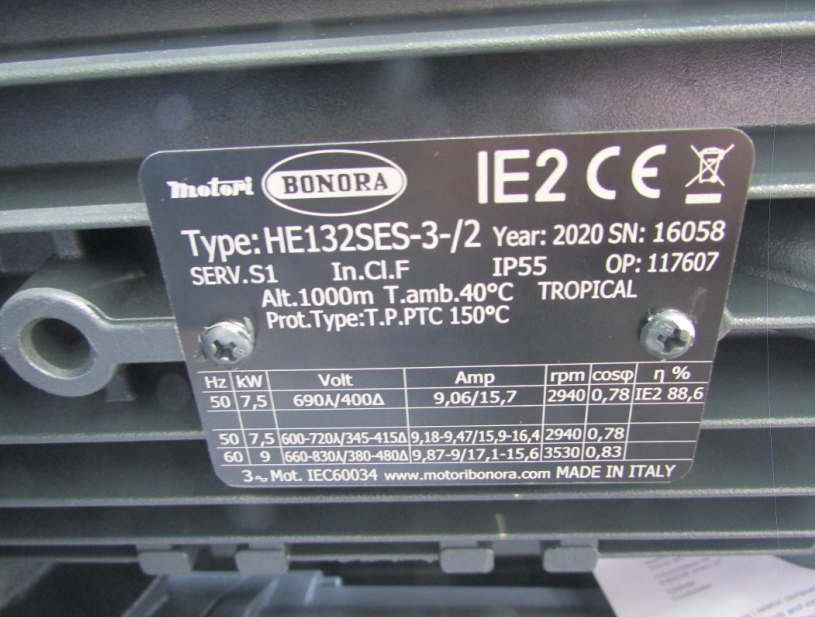 motori BONORA IE2 CE
Type: HE132SES-3-/2 Year: 2020 SN: 16058
SERV.S1 In.Cl.F IP55 OP: 117607
Alt.1000m T.amb.40°C TROPICAL
Prot.Type:T.P.PTC 150°C
Hz kW Volt Amp rpm cosφ η %
50 7,5 690⅄/400Δ 9,06/15,7 2940 0,78 IE2 88,6
50 7,5 600-720⅄/345-415Δ 9,18-9,47/15,9-16,4 2940 0,78
60 9 660-830⅄/380-480Δ 9,87-9/17,1-15,6 3530 0,83
3~ Mot. IEC60034 www.motoribonora.com MADE IN ITALY